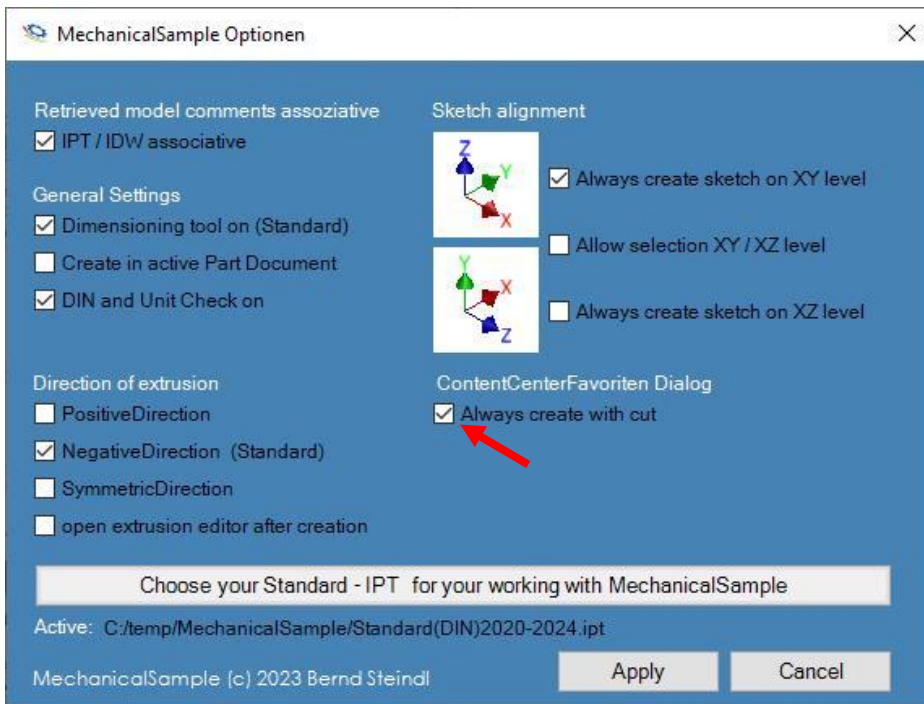 MechanicalSample Optionen
Retrieved model comments assoziative
IPT / IDW associative
General Settings
Dimensioning tool on (Standard)
Create in active Part Document
DIN and Unit Check on
Direction of extrusion
PositiveDirection
NegativeDirection (Standard)
SymmetricDirection
open extrusion editor after creation
Sketch alignment
Z
Y
X
Always create sketch on XY level
Allow selection XY / XZ level
Y
X
Z
Always create sketch on XZ level
ContentCenterFavoriten Dialog
Always create with cut
Choose your Standard - IPT for your working with MechanicalSample
Active: C:/temp/MechanicalSample/Standard(DIN)2020-2024.ipt
MechanicalSample (c) 2023 Bernd Steindl
Apply
Cancel